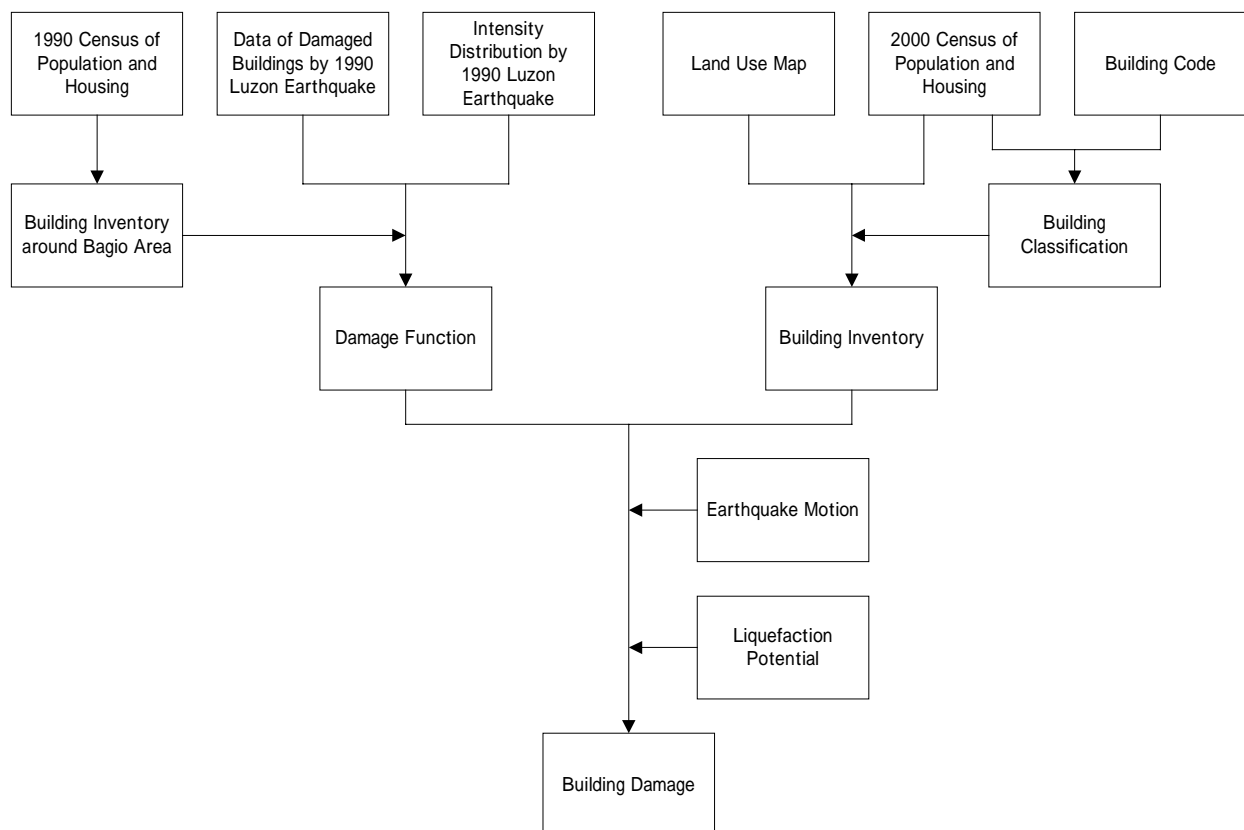 1990 Census of
Population and
Housing
Data of Damaged
Buildings by 1990
Luzon Earthquake
Intensity
Distribution by
1990 Luzon
Earthquake
Land Use Map
2000 Census of
Population and
Housing
Building Code
Building Inventory
around Bagio Area
Building
Classification
Damage Function
Building Inventory
Earthquake Motion
Liquefaction
Potential
Building Damage